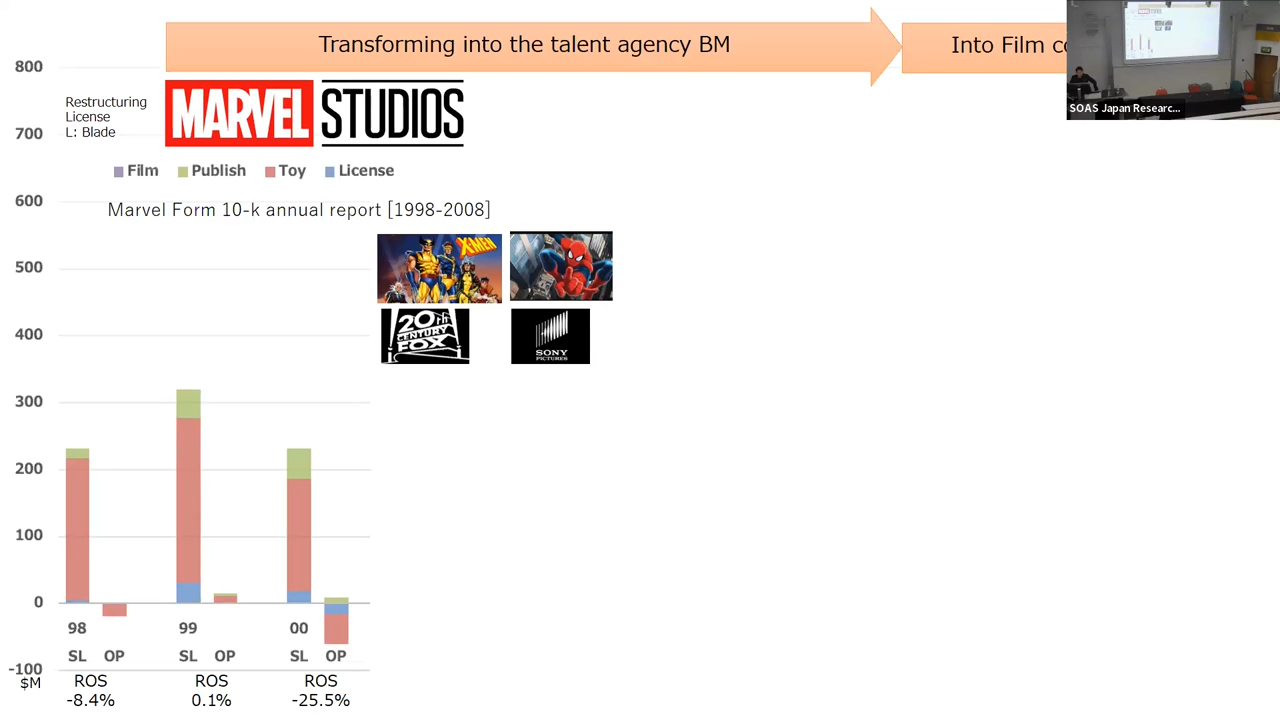 Transforming into the talent agency BM
Into Film
SOAS Japan Researc...
Restructuring
License
L: Blade
MARVEL STUDIOS
Film Publish Toy License
Marvel Form 10-k annual report [1998-2008]
X-MEN
20th
CENTURY
FOX
SONY
PICTURES
800
700
600
500
400
300
200
100
0
-100
$M
98 99 00
SL OP SL OP SL OP
ROS ROS ROS
-8.4% 0.1% -25.5%